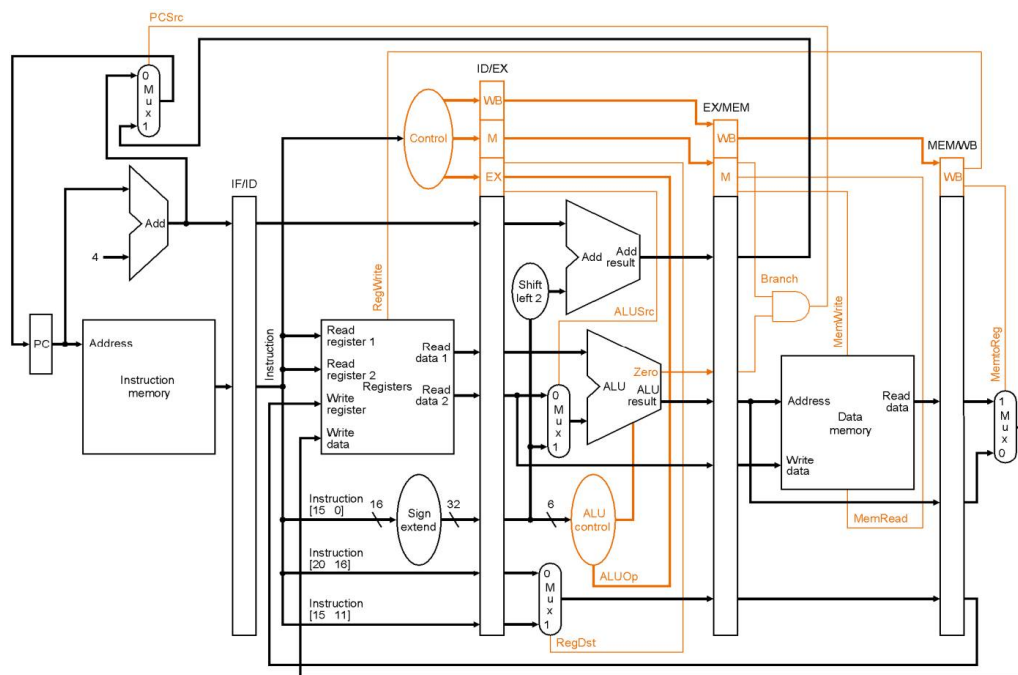 PCSrc
ID/EX
0
M
u
x
1
WB
EX/MEM
Control
M
WB
MEM/WB
EX
M
WB
IF/ID
Add
4
RegWrite
Shift
left 2
Add
Add
result
Branch
ALUSrc
MemWrite
MemtoReg
PC
Address
Instruction
memory
Instruction
Read
register 1
Read
register 2
Registers
Write
register
Write
data
Read
data 1
Read
data 2
0
M
u
x
1
Zero
ALU
ALU
result
Address
Read
data
Data
memory
Write
data
1
M
u
x
0
Instruction
[15 0]
16
Sign
extend
32
6
ALU
control
MemRead
Instruction
[20 16]
ALUOp
0
M
u
x
1
Instruction
[15 11]
RegDst